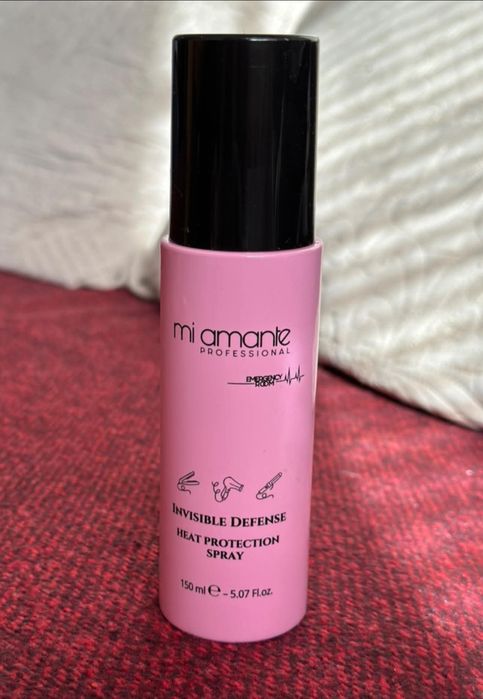 mi amante
PROFESSIONAL
EMERGENCY
ROOM
INVISIBLE DEFENSE
HEAT PROTECTION
SPRAY
150 ml ℮ – 5.07 Fl.oz.